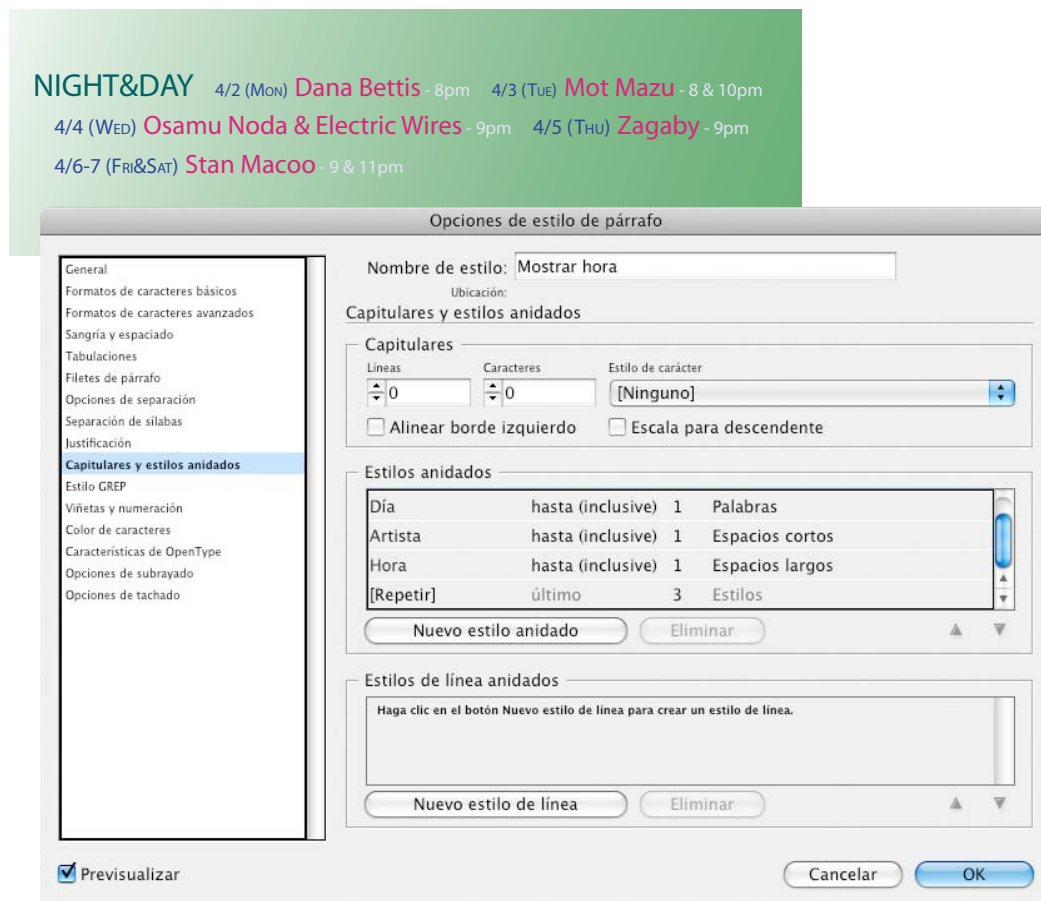 NIGHT&DAY 4/2 (Mon) Dana Bettis - 8pm 4/3 (Tue) Mot Mazu - 8 & 10pm
4/4 (Wed) Osamu Noda & Electric Wires - 9pm 4/5 (Thu) Zagaby - 9pm
4/6-7 (Fri&Sat) Stan Macoo - 9 & 11pm
Opciones de estilo de párrafo
General
Formatos de caracteres básicos
Formatos de caracteres avanzados
Sangría y espaciado
Tabulaciones
Filetes de párrafo
Opciones de separación
Separación de sílabas
Justificación
Capitulares y estilos anidados
Estilo GREP
Viñetas y numeración
Color de caracteres
Características de OpenType
Opciones de subrayado
Opciones de tachado
Nombre de estilo: Mostrar hora
Ubicación:
Capitulares y estilos anidados
Capitulares
Líneas Caracteres Estilo de carácter
0 0 [Ninguno]
Alinear borde izquierdo Escala para descendente
Estilos anidados
Día hasta (inclusive) 1 Palabras
Artista hasta (inclusive) 1 Espacios cortos
Hora hasta (inclusive) 1 Espacios largos
[Repetir] último 3 Estilos
Nuevo estilo anidado Eliminar
Estilos de línea anidados
Haga clic en el botón Nuevo estilo de línea para crear un estilo de línea.
Nuevo estilo de línea Eliminar
Previsualizar Cancelar OK